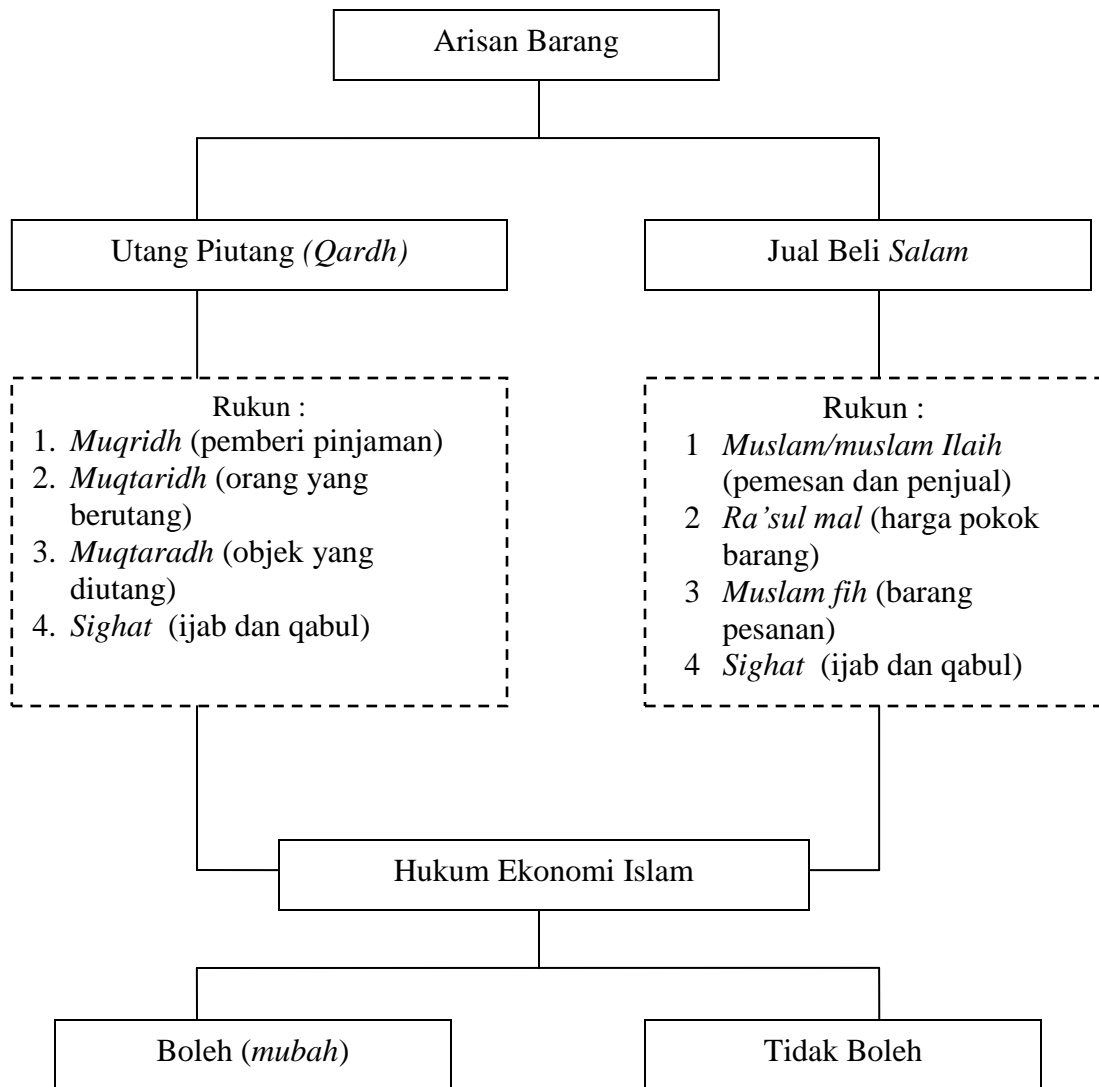 Arisan Barang
Utang Piutang (Qardh)
Jual Beli Salam
Rukun :
1. Muqridh (pemberi pinjaman)
2. Muqtaridh (orang yang
berutang)
3. Muqtaradh (objek yang
diutang)
4. Sighat (ijab dan qabul)
Rukun :
1 Muslam/muslam Ilaih
(pemesan dan penjual)
2 Ra’sul mal (harga pokok
barang)
3 Muslam fih (barang
pesanan)
4 Sighat (ijab dan qabul)
Hukum Ekonomi Islam
Boleh (mubah)
Tidak Boleh